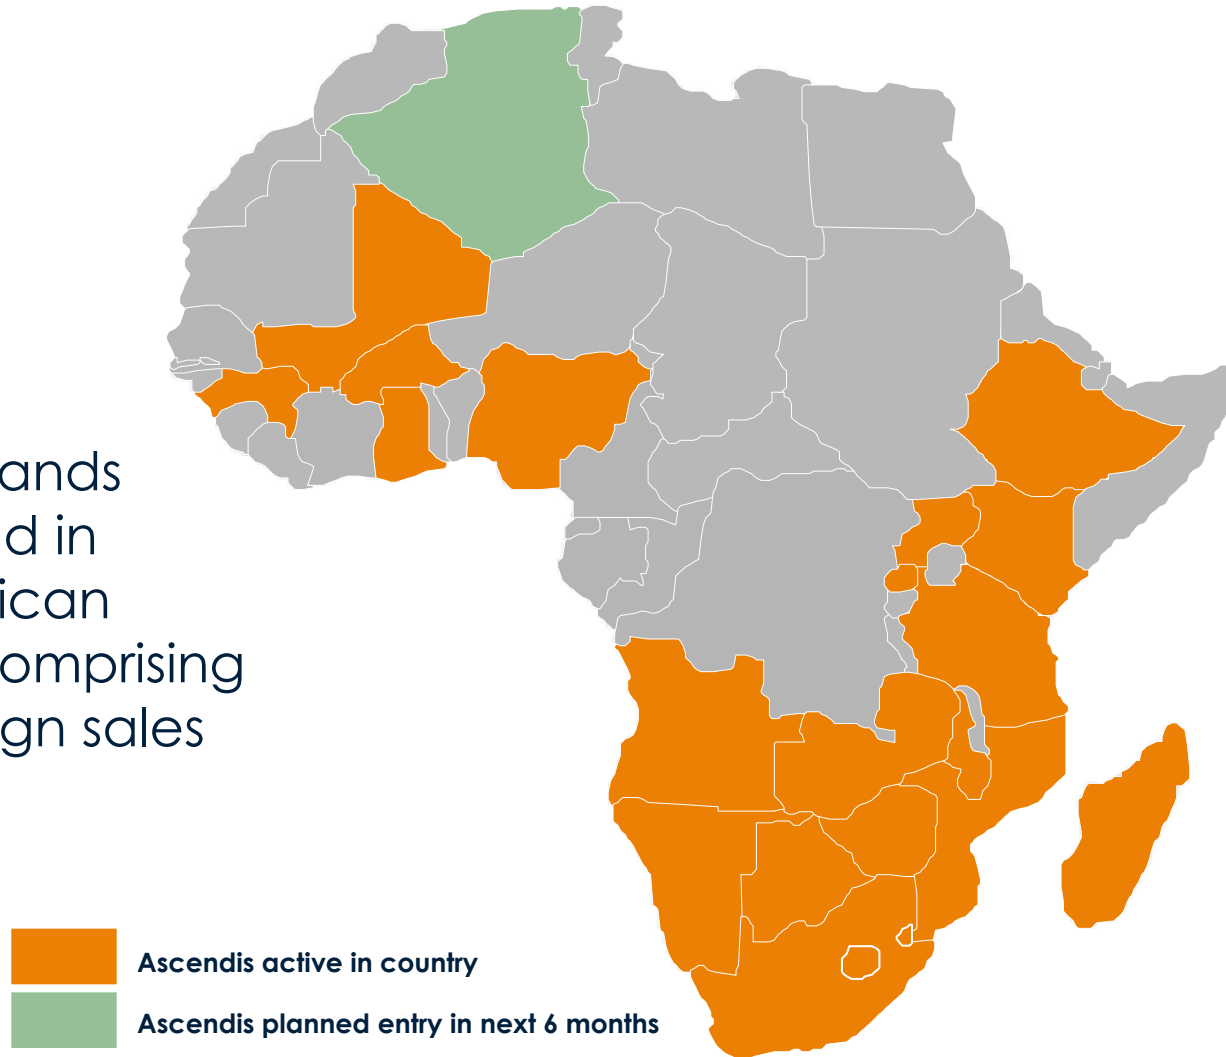 ands
d in
ican
omprising
gn sales
Ascendis active in country
Ascendis planned entry in next 6 months